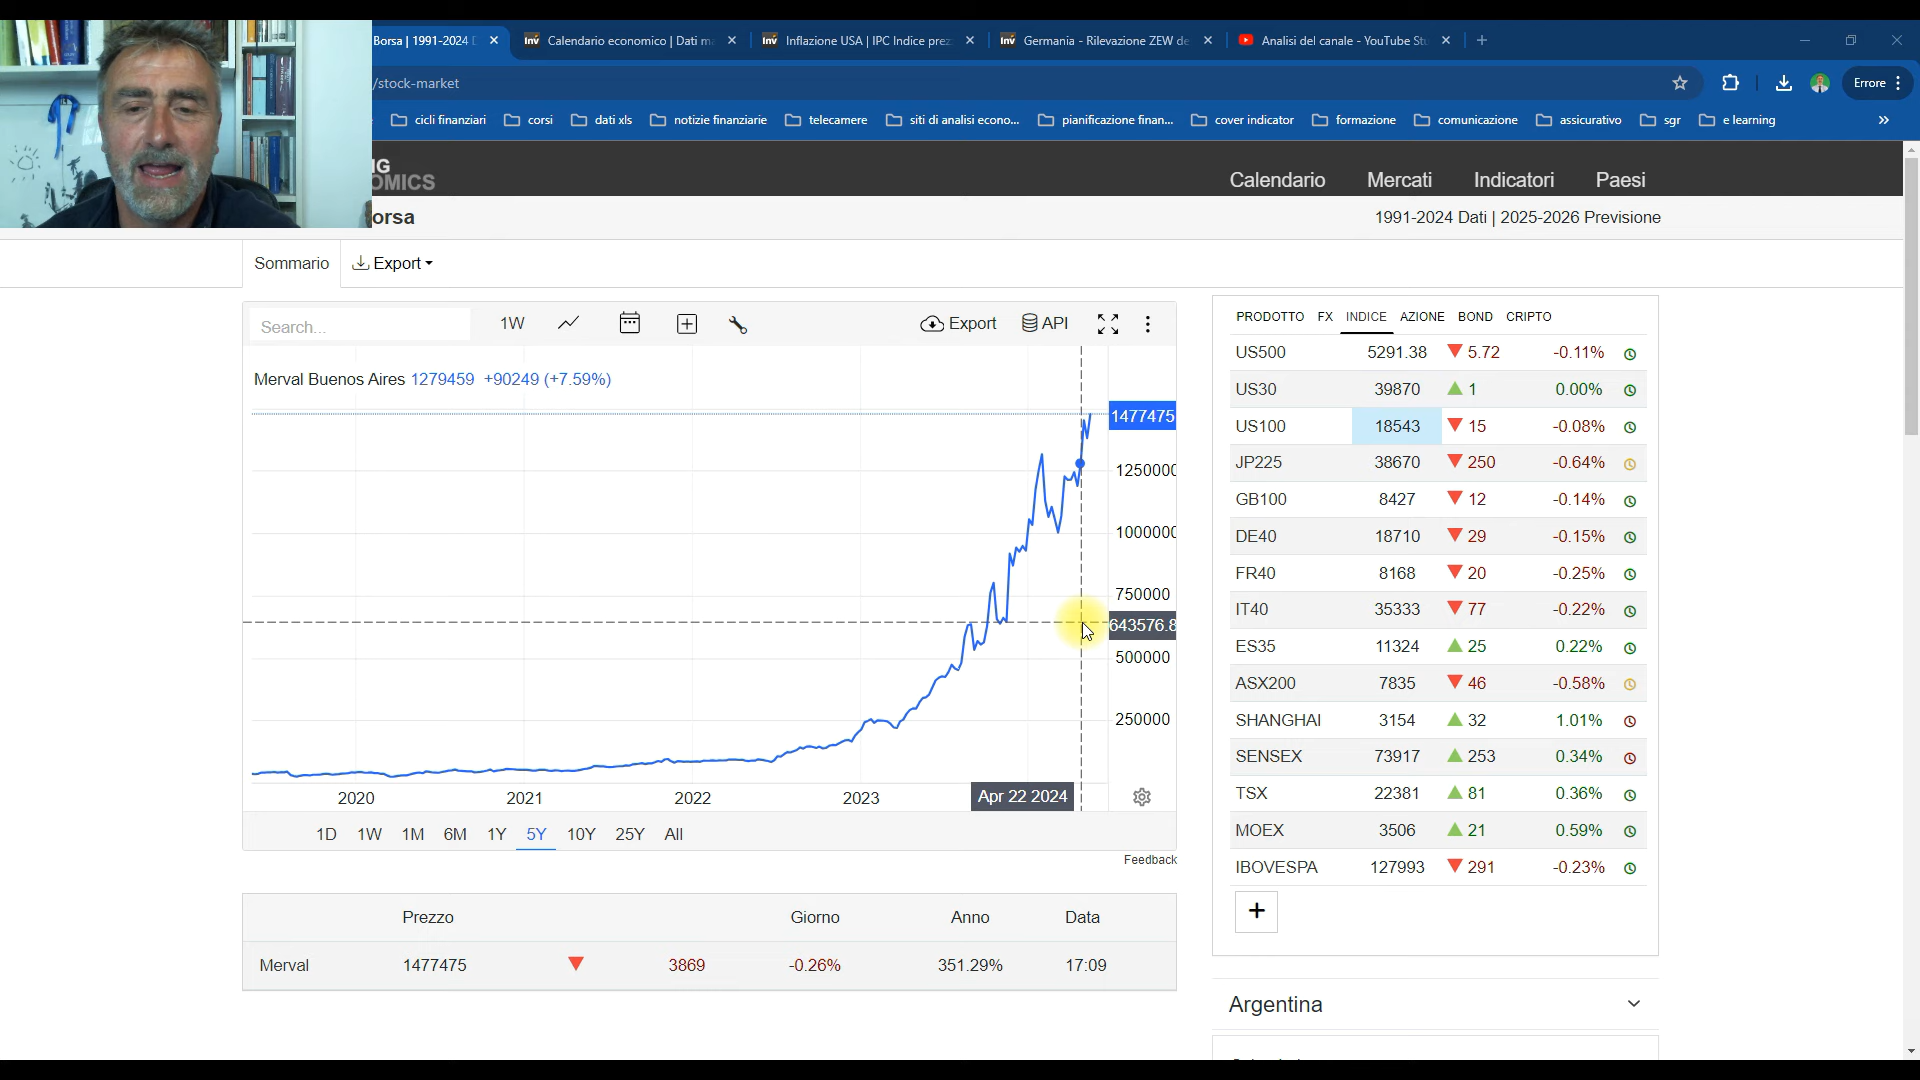 Borsa | 1991-2024
Calendario economico | Dati ma
Inflazione USA | IPC Indice prez
Germania - Rilevazione ZEW de
Analisi del canale - YouTube Stu
/stock-market
Errore
cicli finanziari
corsi
dati xls
notizie finanziarie
telecamere
siti di analisi econo...
pianificazione finan...
cover indicator
formazione
comunicazione
assicurativo
sgr
e learning
NG
OMICS
Calendario
Mercati
Indicatori
Paesi
orsa
1991-2024 Dati | 2025-2026 Previsione
Sommario
Export
Search...
1W
Export
API
Merval Buenos Aires 1279459 +90249 (+7.59%)
1477475
1250000
1000000
750000
643576.8
500000
250000
2020
2021
2022
2023
Apr 22 2024
1D 1W 1M 6M 1Y 5Y 10Y 25Y All
Feedback
Prezzo Giorno Anno Data
Merval 1477475 3869 -0.26% 351.29% 17:09
PRODOTTO FX INDICE AZIONE BOND CRIPTO
US500 5291.38 5.72 -0.11%
US30 39870 1 0.00%
US100 18543 15 -0.08%
JP225 38670 250 -0.64%
GB100 8427 12 -0.14%
DE40 18710 29 -0.15%
FR40 8168 20 -0.25%
IT40 35333 77 -0.22%
ES35 11324 25 0.22%
ASX200 7835 46 -0.58%
SHANGHAI 3154 32 1.01%
SENSEX 73917 253 0.34%
TSX 22381 81 0.36%
MOEX 3506 21 0.59%
IBOVESPA 127993 291 -0.23%
+
Argentina